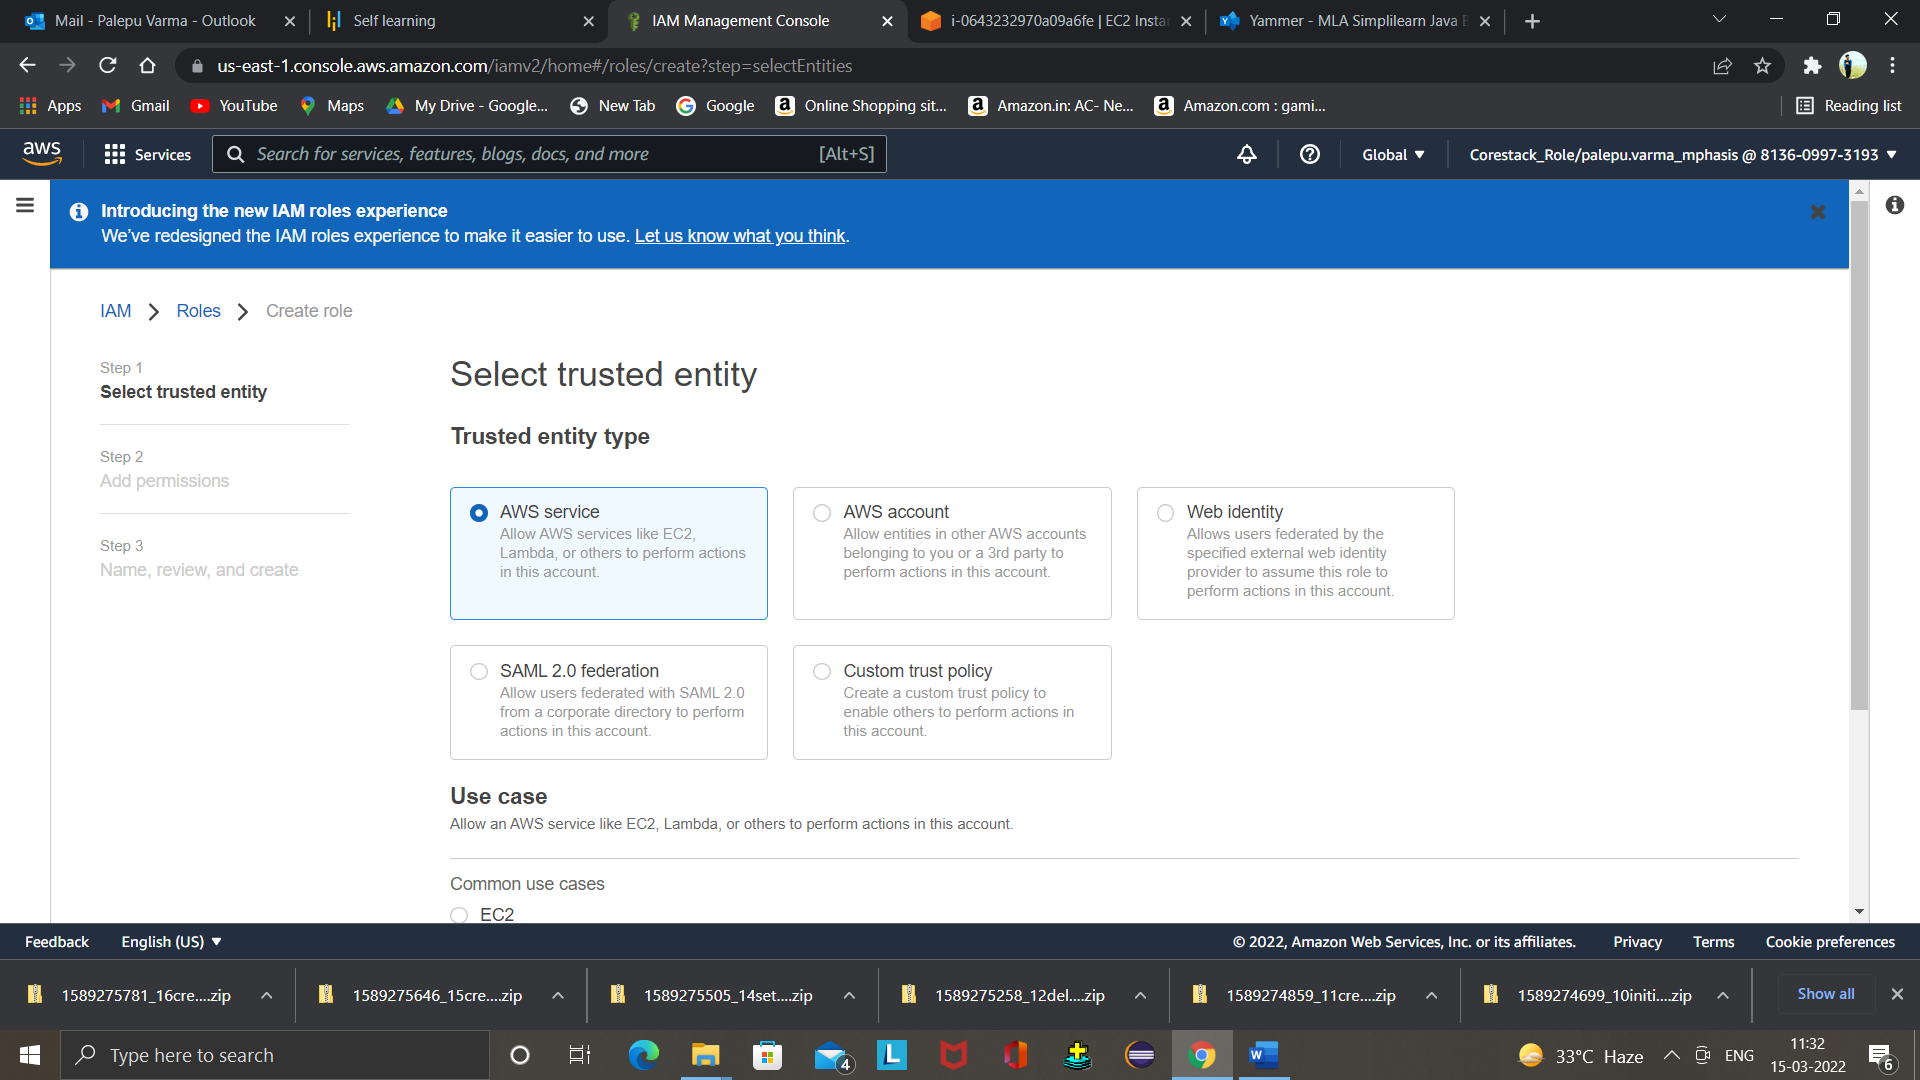 Mail - Palepu Varma - Outlook
Self learning
IAM Management Console
i-0643232970a09a6fe | EC2 Instan
Yammer - MLA Simplilearn Java B
us-east-1.console.aws.amazon.com/iamv2/home#/roles/create?step=selectEntities
Apps
Gmail
YouTube
Maps
My Drive - Google...
New Tab
Google
Online Shopping sit...
Amazon.in: AC- Ne...
Amazon.com : gami...
Reading list
aws
Services
Search for services, features, blogs, docs, and more
[Alt+S]
Global
Corestack_Role/palepu.varma_mphasis @ 8136-0997-3193
Introducing the new IAM roles experience
We've redesigned the IAM roles experience to make it easier to use. Let us know what you think.
IAM
Roles
Create role
Step 1
Select trusted entity
Step 2
Add permissions
Step 3
Name, review, and create
Select trusted entity
Trusted entity type
AWS service
Allow AWS services like EC2,
Lambda, or others to perform actions
in this account.
AWS account
Allow entities in other AWS accounts
belonging to you or a 3rd party to
perform actions in this account.
Web identity
Allows users federated by the
specified external web identity
provider to assume this role to
perform actions in this account.
SAML 2.0 federation
Allow users federated with SAML 2.0
from a corporate directory to perform
actions in this account.
Custom trust policy
Create a custom trust policy to
enable others to perform actions in
this account.
Use case
Allow an AWS service like EC2, Lambda, or others to perform actions in this account.
Common use cases
EC2
Feedback
English (US)
© 2022, Amazon Web Services, Inc. or its affiliates.
Privacy
Terms
Cookie preferences
1589275781_16cre....zip
1589275646_15cre....zip
1589275505_14set....zip
1589275258_12del....zip
1589274859_11cre....zip
1589274699_10initi....zip
Show all
Type here to search
4
L
W
33°C Haze
ENG
11:32
15-03-2022
6